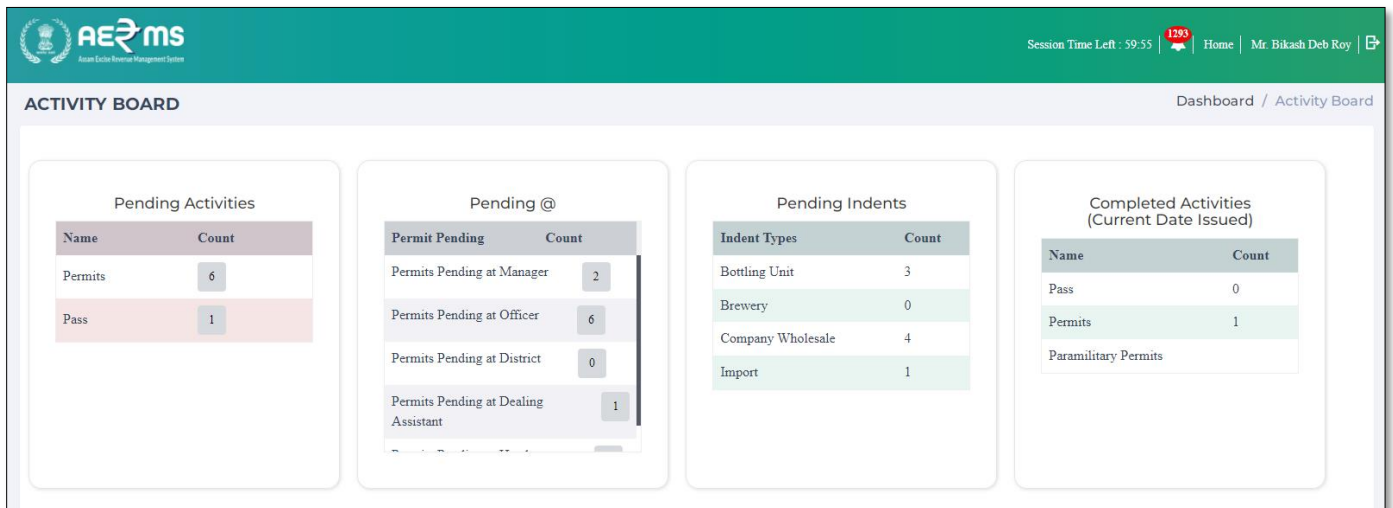 AERMS
Assam Excise Revenue Management System
Session Time Left : 59:55 | 1293 | Home | Mr. Bikash Deb Roy |
ACTIVITY BOARD
Dashboard / Activity Board
Pending Activities
Name Count
Permits 6
Pass 1
Pending @
Permit Pending Count
Permits Pending at Manager 2
Permits Pending at Officer 6
Permits Pending at District 0
Permits Pending at Dealing 1
Assistant
Pending Indents
Indent Types Count
Bottling Unit 3
Brewery 0
Company Wholesale 4
Import 1
Completed Activities
(Current Date Issued)
Name Count
Pass 0
Permits 1
Paramilitary Permits